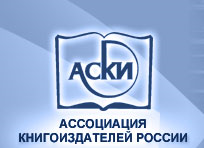 АСКИ
АССОЦИАЦИЯ
КНИГОИЗДАТЕЛЕЙ РОССИИ